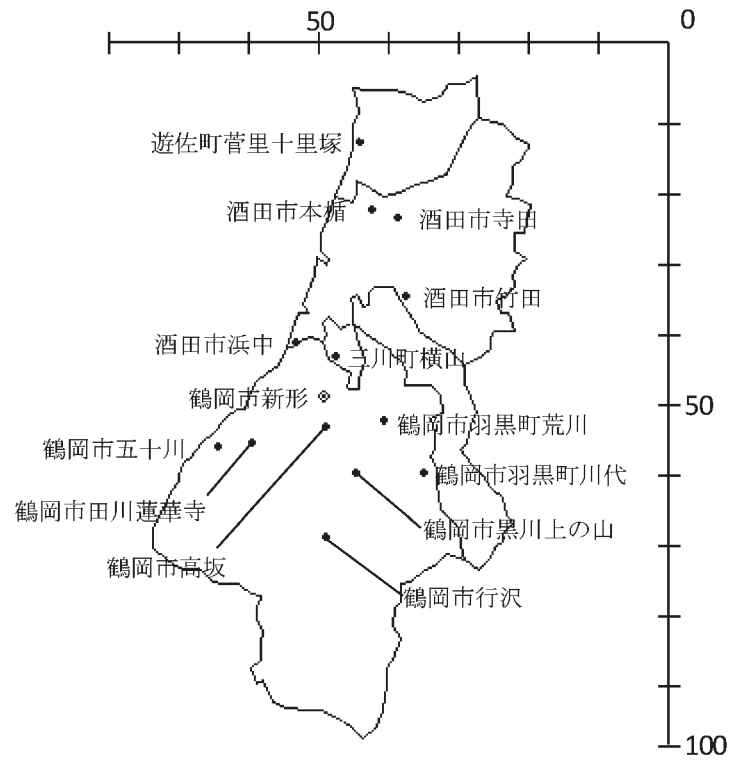 50
0
遊佐町菅里十里塚
酒田市本楯
酒田市寺田
酒田市竹田
酒田市浜中
三川町横山
鶴岡市新形
50
鶴岡市羽黒町荒川
鶴岡市五十川
鶴岡市羽黒町川代
鶴岡市田川蓮華寺
鶴岡市黒川上の山
鶴岡市高坂
鶴岡市行沢
100